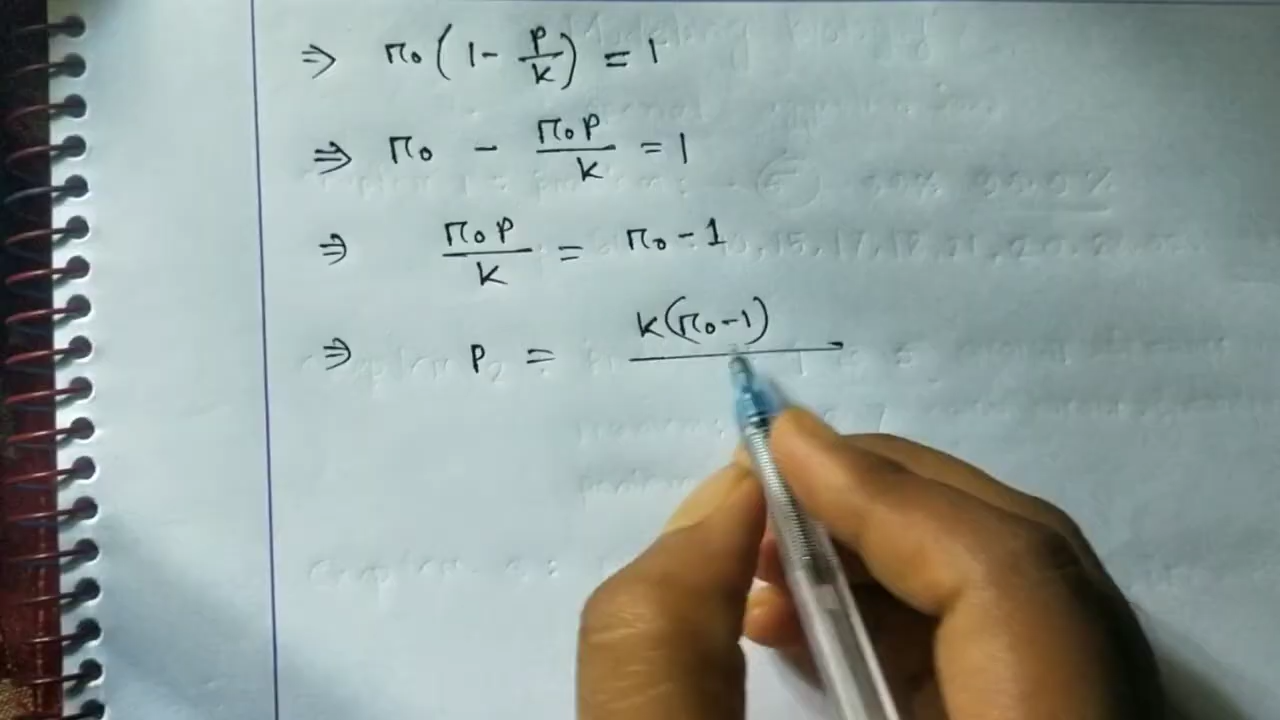 ⇒ π₀(1 - P/K) = 1
⇒ π₀ - π₀P/K = 1
⇒ π₀P/K = π₀ - 1
⇒ P = K(π₀-1)/